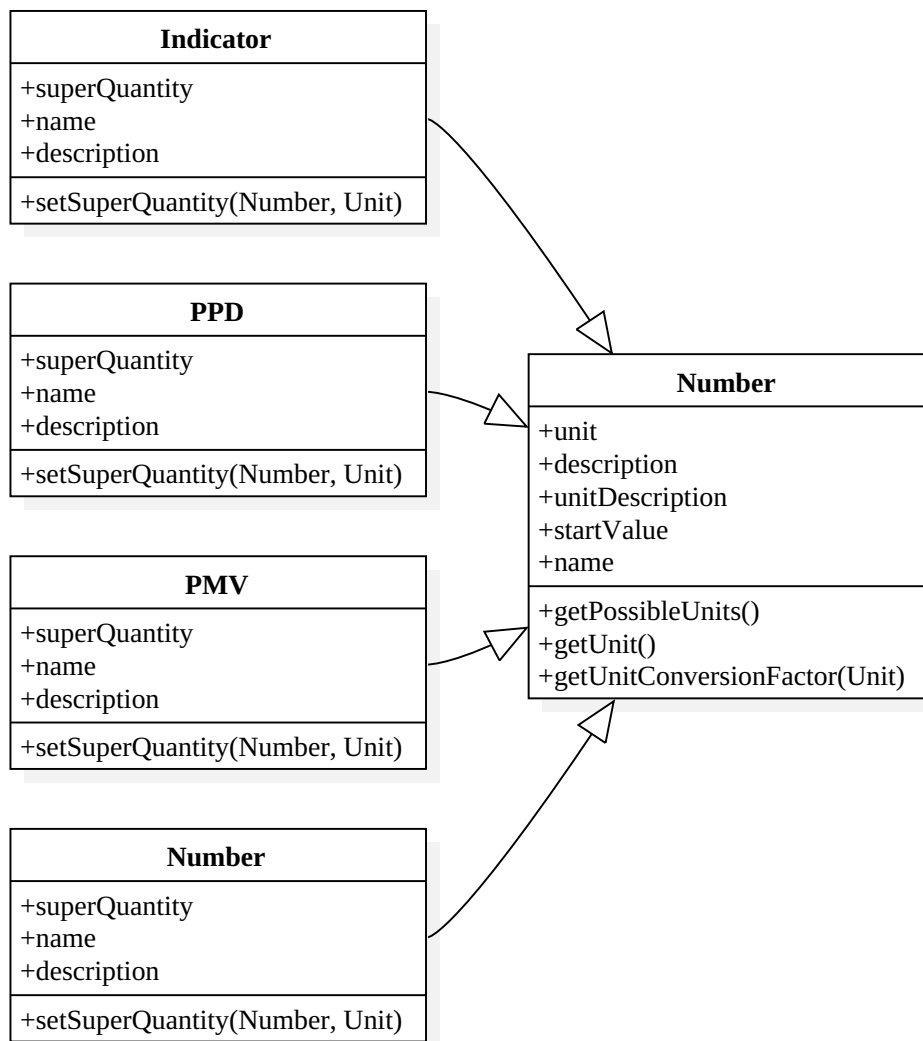 Indicator
+superQuantity
+name
+description
+setSuperQuantity(Number, Unit)
PPD
+superQuantity
+name
+description
+setSuperQuantity(Number, Unit)
PMV
+superQuantity
+name
+description
+setSuperQuantity(Number, Unit)
Number
+superQuantity
+name
+description
+setSuperQuantity(Number, Unit)
Number
+unit
+description
+unitDescription
+startValue
+name
+getPossibleUnits()
+getUnit()
+getUnitConversionFactor(Unit)